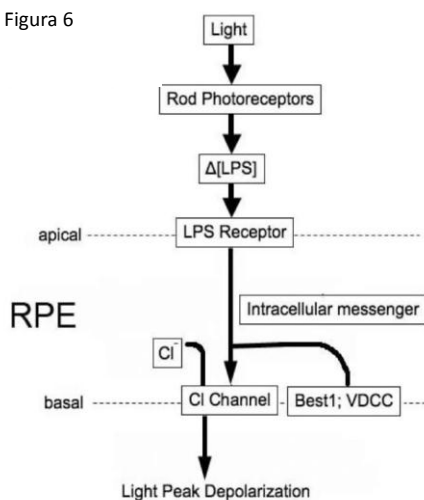 Figura 6
Light
Rod Photoreceptors
Δ[LPS]
apical
LPS Receptor
RPE
Intracellular messenger
Cl⁻
basal
Cl Channel
Best1; VDCC
Light Peak Depolarization